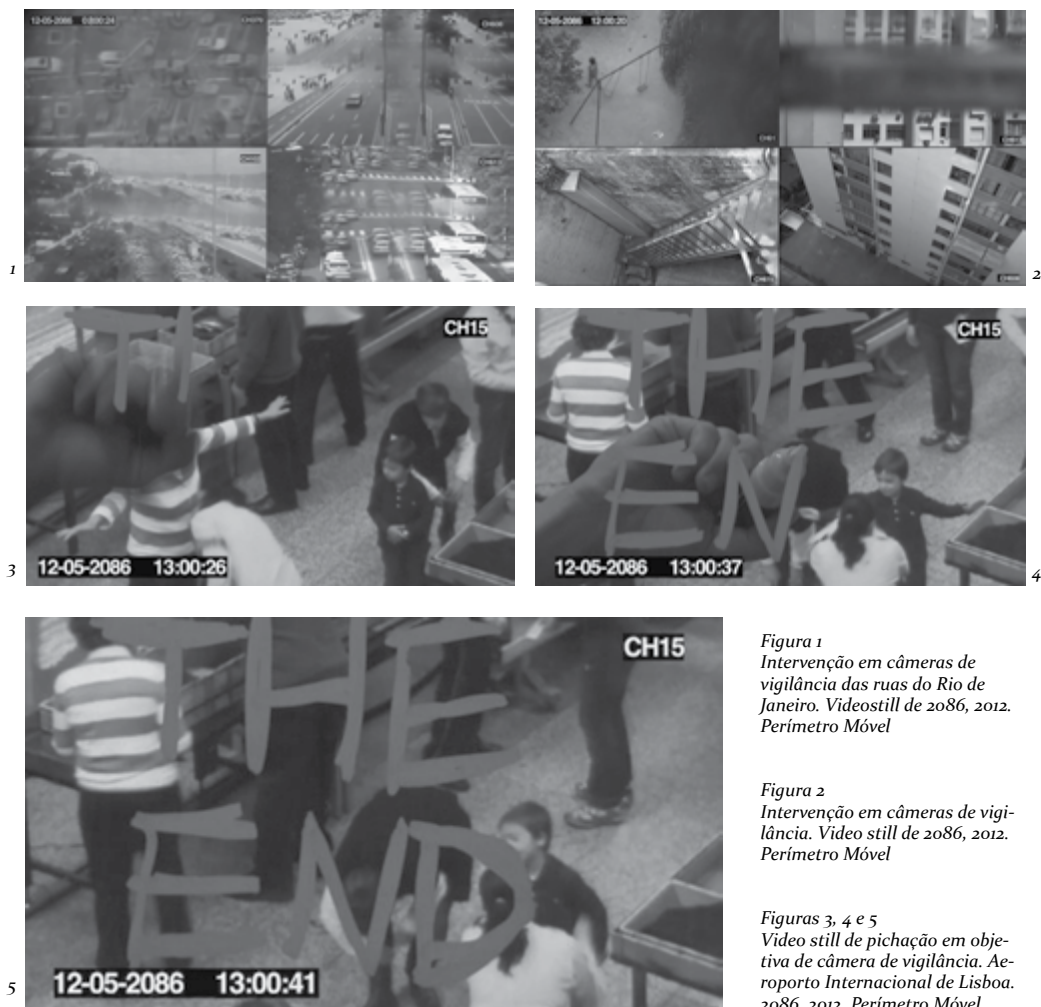 12-05-2086
12-05-2086 12:00:20
1
2
THE
CH15
12-05-2086 13:00:26
3
THE
EN
CH15
12-05-2086 13:00:37
4
THE
END
CH15
12-05-2086 13:00:41
5
Figura 1
Intervenção em câmeras de
vigilância das ruas do Rio de
Janeiro. Videostill de 2086, 2012.
Perímetro Móvel
Figura 2
Intervenção em câmeras de vigi-
lância. Video still de 2086, 2012.
Perímetro Móvel
Figuras 3, 4 e 5
Video still de pichação em obje-
tiva de câmera de vigilância. Ae-
roporto Internacional de Lisboa.
2086, 2012. Perímetro Móvel